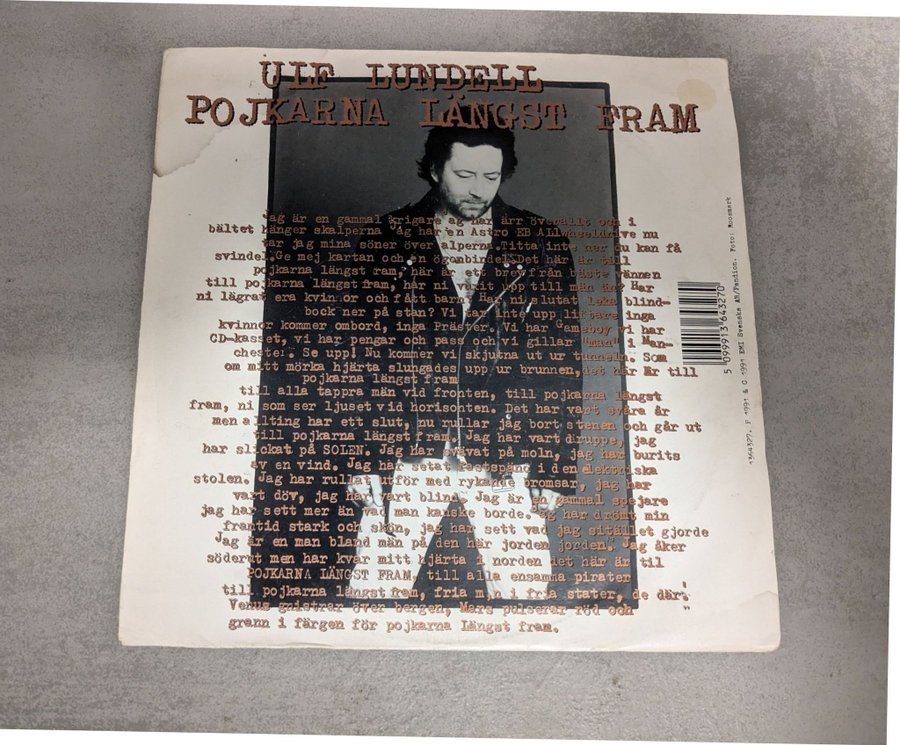 ULF LUNDELL
POJKARNA LÄNGST FRAM
Jag är en gammal krigare ag har ärr överallt och i
bältet hänger skalperna Jag har en Astro EB ALLwheeldrive nu
tar jag mina söner över alperna.Titta inte ner du kan få
svindel.Ge mej kartan och ögonbindel.Det här är till
pojkarna längst ram, här är ett brev från bäste vännen
till pojkarna längst fram, har ni vuxit upp till män än? Har
ni lägrat era kvinnor och fått barn? Har ni slutat leka blind-
bock ner på stan? Vi tar inte upp liftare inga
kvinnor kommer ombord, inga Präster. Vi har Gameboy vi har
CD-kasset, vi har pengar och pass och vi gillar "man" i Man-
chester. Se upp! Nu kommer vi skjutna ut ur tunneln. Som
om mitt mörka hjärta slungades upp ur brunnen,det här är till
pojkarna längst fram
till alla tappra män vid fronten, till pojkarna längst
fram, ni som ser ljuset vid horisonten. Det har vart svåra år
men allting har ett slut, nu rullar jag bort stenen och går ut
till pojkarna längst fram. Jag har vart druppe, jag
har slickat på SOLEN. Jag har svävat på moln, jag har burits
av en vind. Jag har setat fastspänd i den elektriska
stolen. Jag har rullat utför med rykande bromsar, jag har
vart döv, jag har vart blind. Jag är en gammal spejare
jag har sett mer än vad man kanske borde. Jag har drömt min
framtid stark och skön, jag har sett vad jag sitället gjorde
Jag är en man bland män på den här jorden jorden. Jag åker
söderut men har kvar mitt hjärta i norden det här är til
POJKARNA LÄNGST FRAM. till alla ensamma pirater
till pojkarna längst fram, fria män i fria stater, de där.
Venus gnistrar över bergen, Mars pulserar röd och
grann i färgen för pojkarna längst fram.
5 099913 643270
1364327. P 1991 & C 1991 EMI Svenska AB/Pandion. Foto: Roosmark